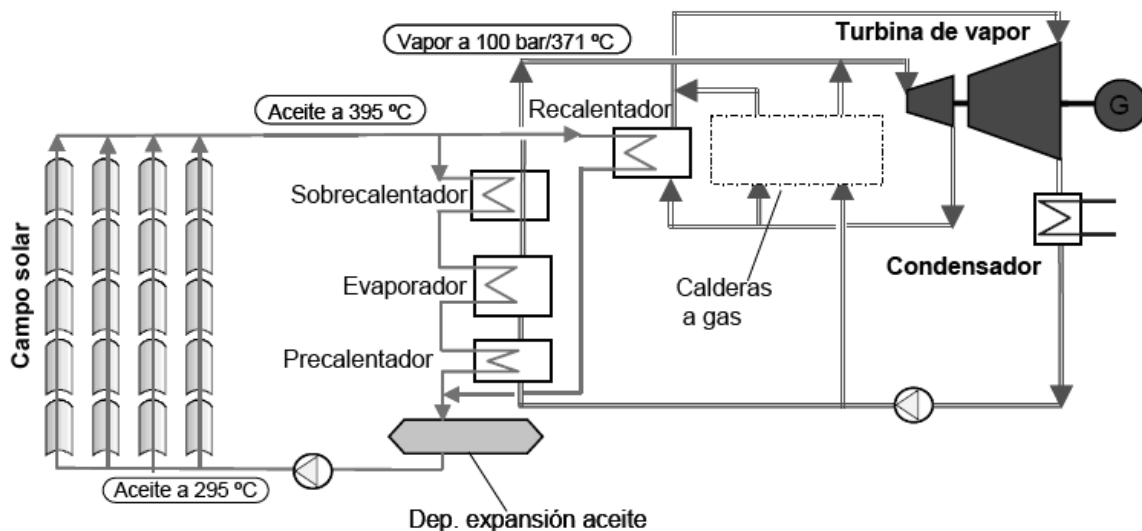 Vapor a 100 bar/371 ºC
Turbina de vapor
Aceite a 395 ºC
Recalentador
G
Sobrecalentador
Campo solar
Evaporador
Calderas
a gas
Condensador
Precalentador
Aceite a 295 ºC
Dep. expansión aceite